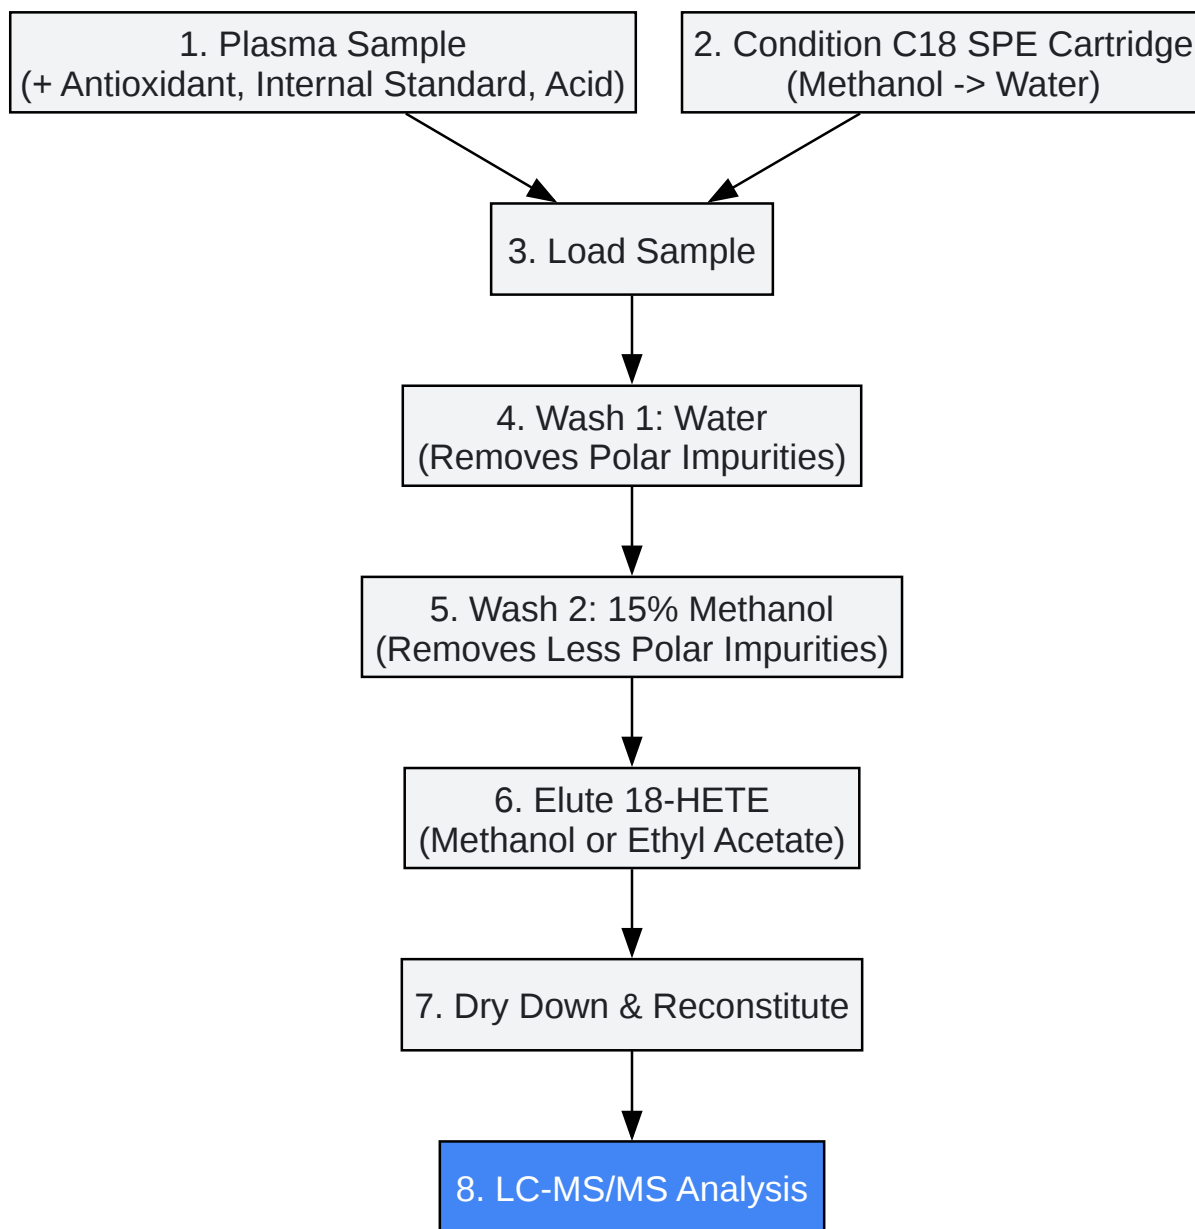 1. Plasma Sample
(+ Antioxidant, Internal Standard, Acid)
2. Condition C18 SPE Cartridge
(Methanol -> Water)
3. Load Sample
4. Wash 1: Water
(Removes Polar Impurities)
5. Wash 2: 15% Methanol
(Removes Less Polar Impurities)
6. Elute 18-HETE
(Methanol or Ethyl Acetate)
7. Dry Down & Reconstitute
8. LC-MS/MS Analysis